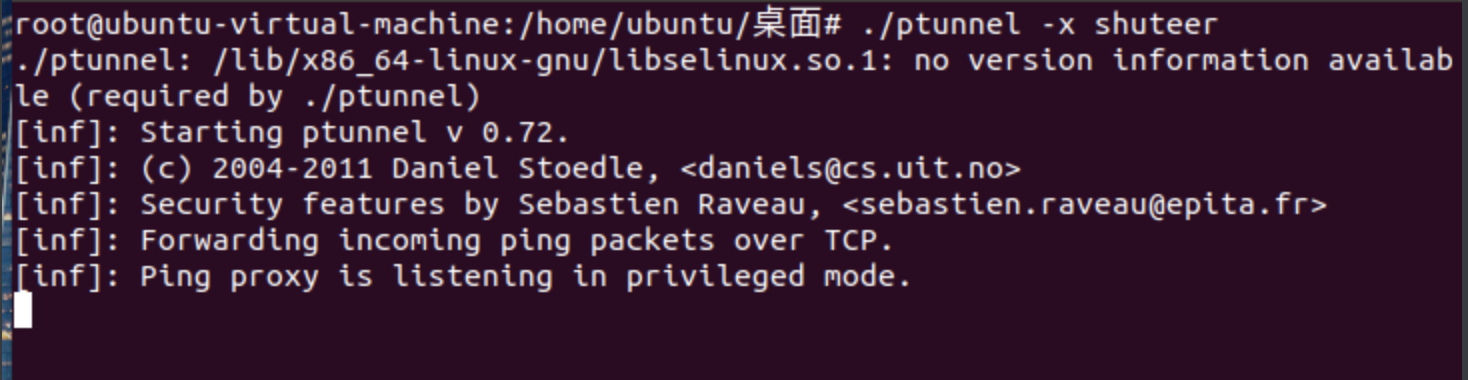 root@ubuntu-virtual-machine:/home/ubuntu/桌面# ./ptunnel -x shuteer
./ptunnel: /lib/x86_64-linux-gnu/libselinux.so.1: no version information availab
le (required by ./ptunnel)
[inf]: Starting ptunnel v 0.72.
[inf]: (c) 2004-2011 Daniel Stoedle, <daniels@cs.uit.no>
[inf]: Security features by Sebastien Raveau, <sebastien.raveau@epita.fr>
[inf]: Forwarding incoming ping packets over TCP.
[inf]: Ping proxy is listening in privileged mode.